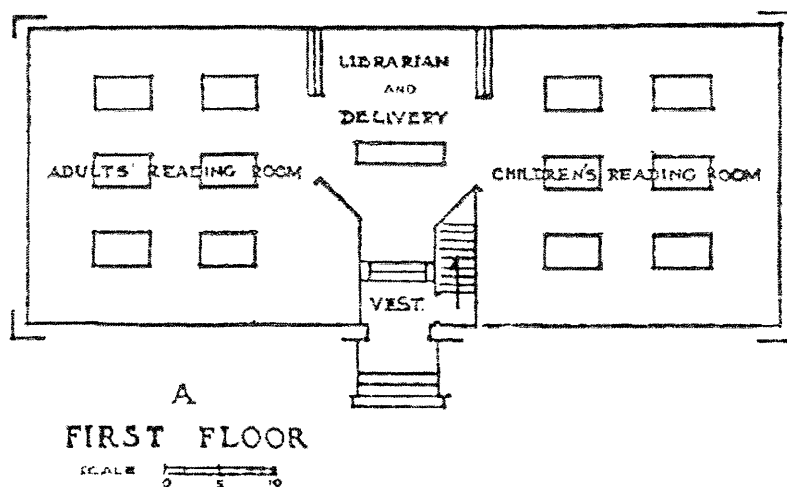 LIBRARIAN
AND
DELIVERY
ADULTS' READING ROOM
CHILDREN'S READING ROOM
VEST.
A
FIRST FLOOR
SCALE
0 5 10